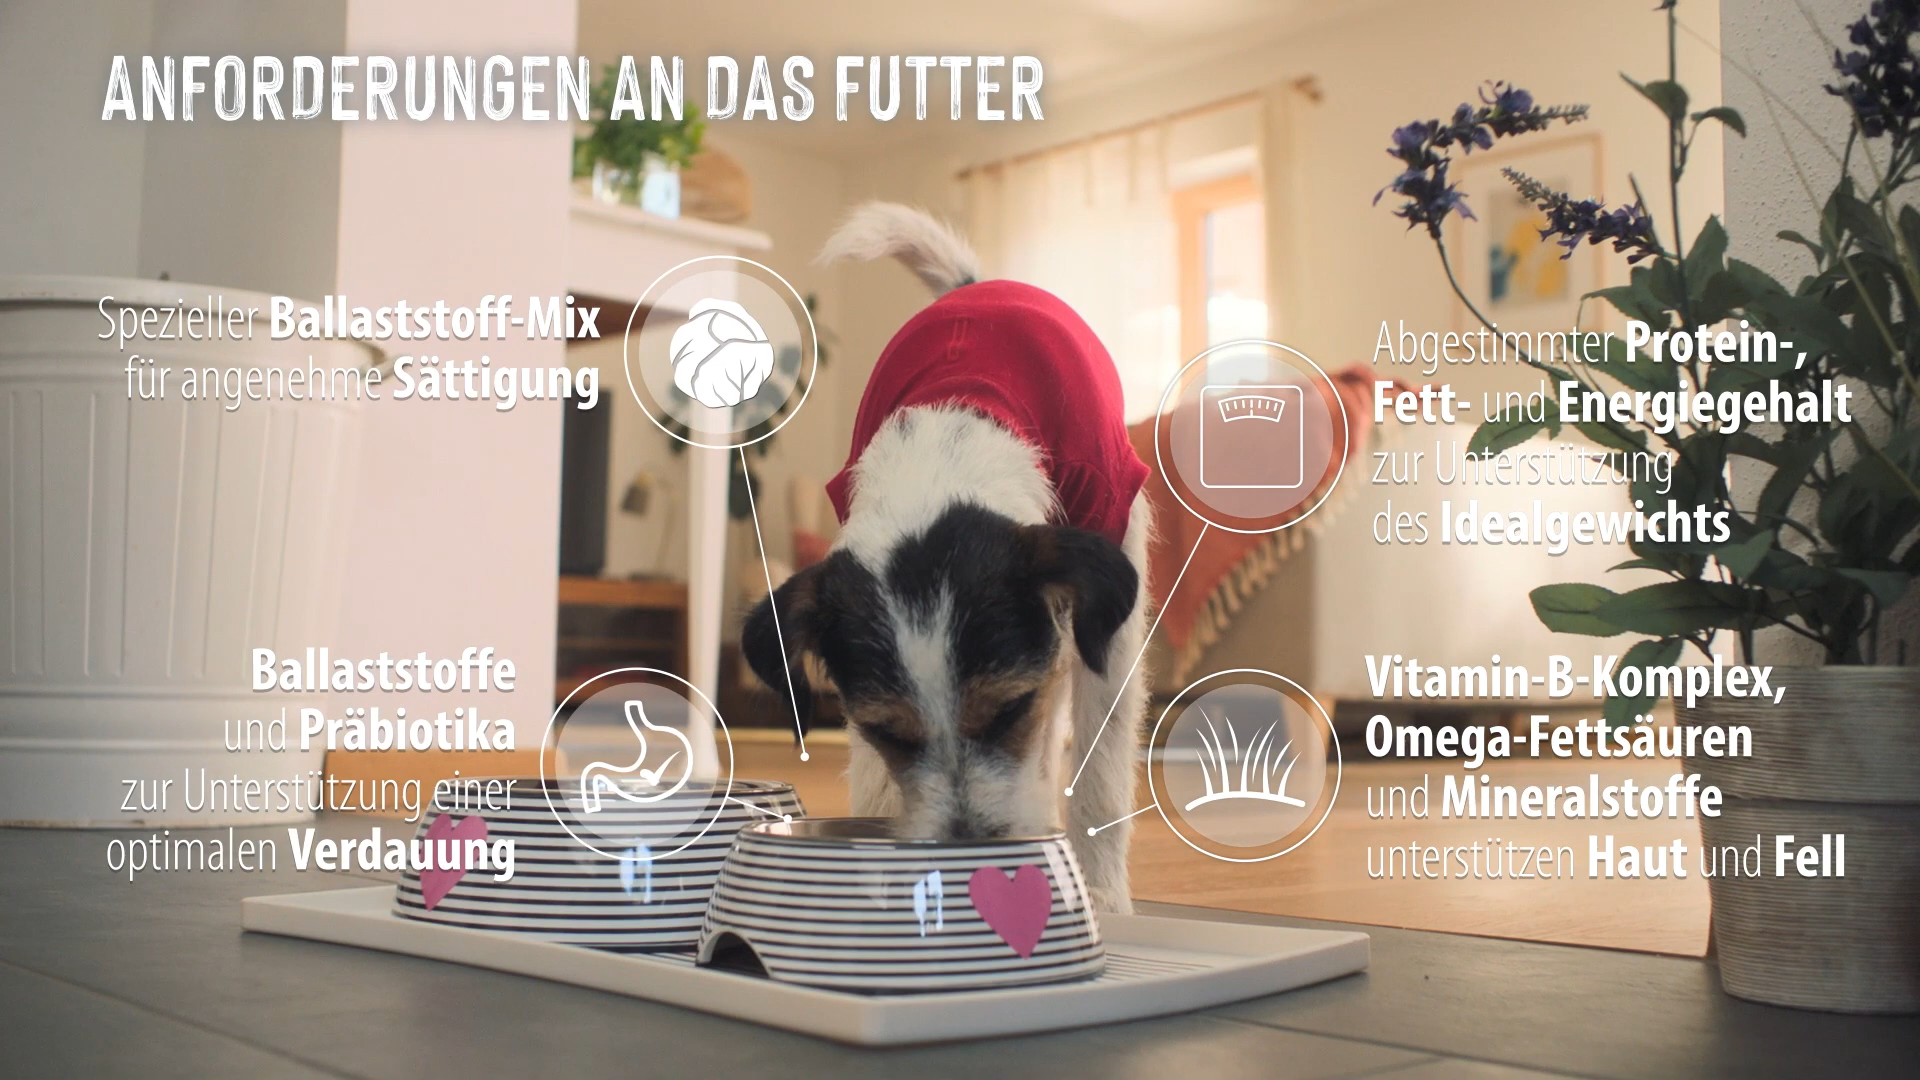 ANFORDERUNGEN AN DAS FUTTER
Spezieller Ballaststoff-Mix
für angenehme Sättigung
Abgestimmter Protein-,
Fett- und Energiegehalt
zur Unterstützung
des Idealgewichts
Ballaststoffe
und Präbiotika
zur Unterstützung einer
optimalen Verdauung
Vitamin-B-Komplex,
Omega-Fettsäuren
und Mineralstoffe
unterstützen Haut und Fell